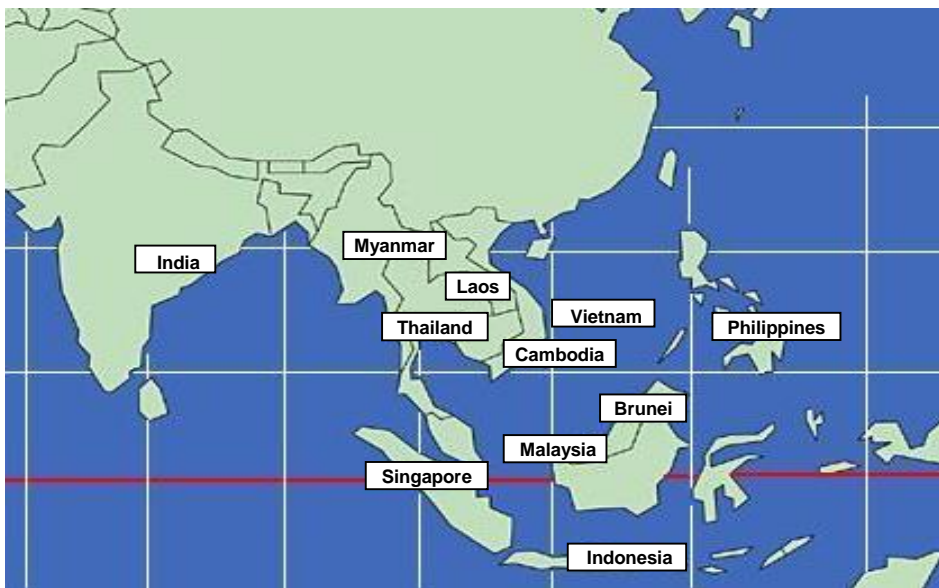 Myanmar
India
Laos
Vietnam
Thailand
Philippines
Cambodia
Brunei
Malaysia
Singapore
Indonesia